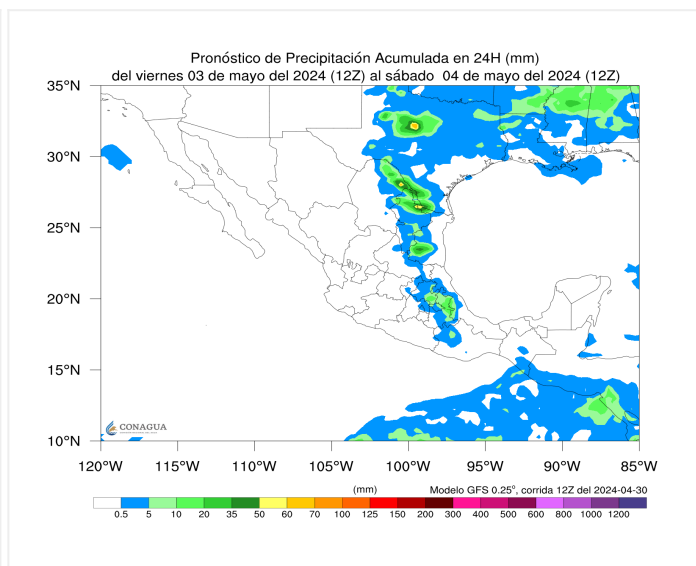 Pronóstico de Precipitación Acumulada en 24H (mm)
del viernes 03 de mayo del 2024 (12Z) al sábado 04 de mayo del 2024 (12Z)
35°N
30°N
25°N
20°N
15°N
10°N
CONAGUA
120°W 115°W 110°W 105°W 100°W 95°W 90°W 85°W
(mm) Modelo GFS 0.25°, corrida 12Z del 2024-04-30
0.5 5 10 20 35 50 60 70 100 125 150 200 300 400 500 600 800 1000 1200